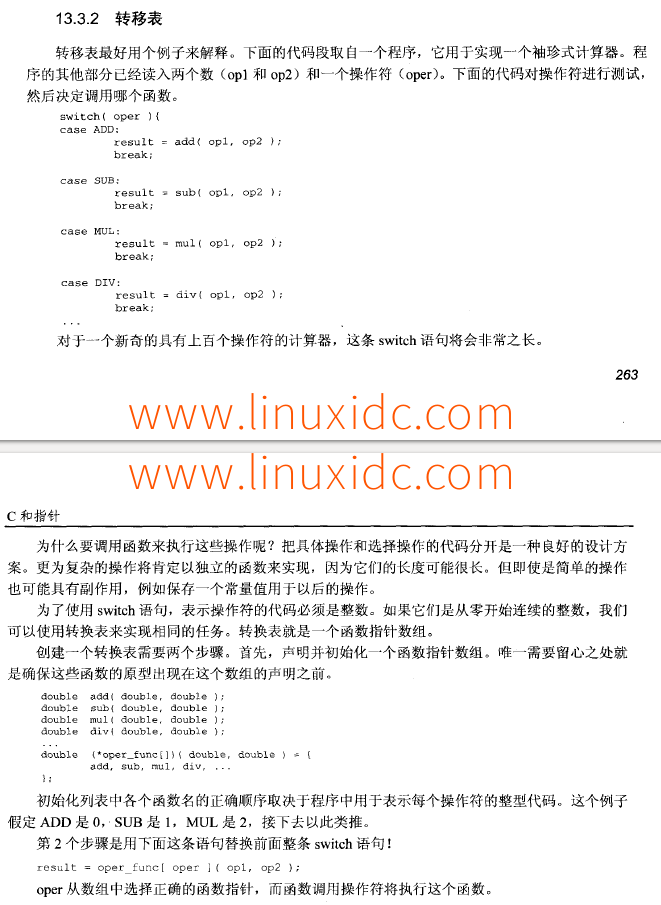 13.3.2 转移表
转移表最好用个例子来解释。下面的代码段取自一个程序，它用于实现一个袖珍式计算器。程
序的其他部分已经读入两个数（op1 和 op2）和一个操作符（oper）。下面的代码对操作符进行测试，
然后决定调用哪个函数。
switch( oper ){
case ADD:
result = add( op1, op2 );
break;
case SUB:
result = sub( op1, op2 );
break;
case MUL:
result = mul( op1, op2 );
break;
case DIV:
result = div( op1, op2 );
break;
...
对于一个新奇的具有上百个操作符的计算器，这条 switch 语句将会非常之长。
263
www.linuxidc.com
www.linuxidc.com
C 和指针
为什么要调用函数来执行这些操作呢？把具体操作和选择操作的代码分开是一种良好的设计方
案。更为复杂的操作将肯定以独立的函数来实现，因为它们的长度可能很长。但即使是简单的操作
也可能具有副作用，例如保存一个常量值用于以后的操作。
为了使用 switch 语句，表示操作符的代码必须是整数。如果它们是从零开始连续的整数，我们
可以使用转换表来实现相同的任务。转换表就是一个函数指针数组。
创建一个转换表需要两个步骤。首先，声明并初始化一个函数指针数组。唯一需要留心之处就
是确保这些函数的原型出现在这个数组的声明之前。
double add( double, double );
double sub( double, double );
double mul( double, double );
double div( double, double );
...
double (*oper_func[])( double, double ) = {
add, sub, mul, div, ...
};
初始化列表中各个函数名的正确顺序取决于程序中用于表示每个操作符的整型代码。这个例子
假定 ADD 是 0，SUB 是 1，MUL 是 2，接下去以此类推。
第 2 个步骤是用下面这条语句替换前面整条 switch 语句！
result = oper_func[ oper ]( op1, op2 );
oper 从数组中选择正确的函数指针，而函数调用操作符将执行这个函数。